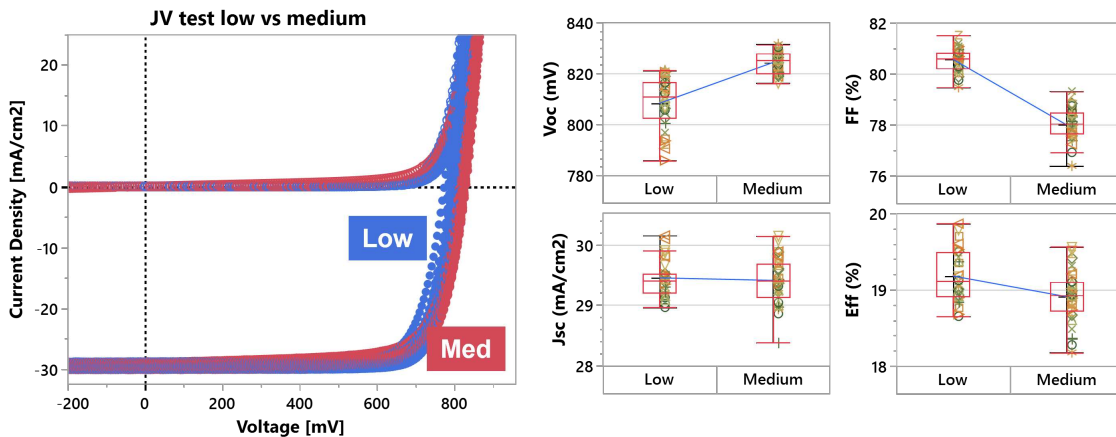 JV test low vs medium
Current Density [mA/cm2]
20
10
0
-10
-20
-30
Low
Med
-200
0
200
400
600
800
Voltage [mV]
Voc (mV)
840
820
800
780
Low
Medium
FF (%)
82
80
78
76
Low
Medium
Jsc (mA/cm2)
30
29
28
Low
Medium
Eff (%)
20
19
18
Low
Medium